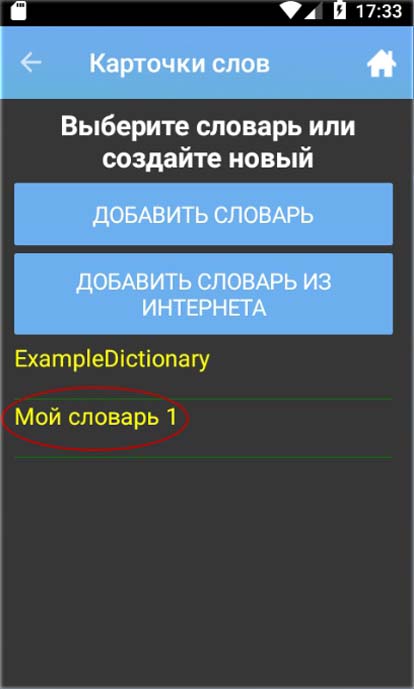 17:33
Карточки слов
Выберите словарь или
создайте новый
ДОБАВИТЬ СЛОВАРЬ
ДОБАВИТЬ СЛОВАРЬ ИЗ
ИНТЕРНЕТА
ExampleDictionary
Мой словарь 1